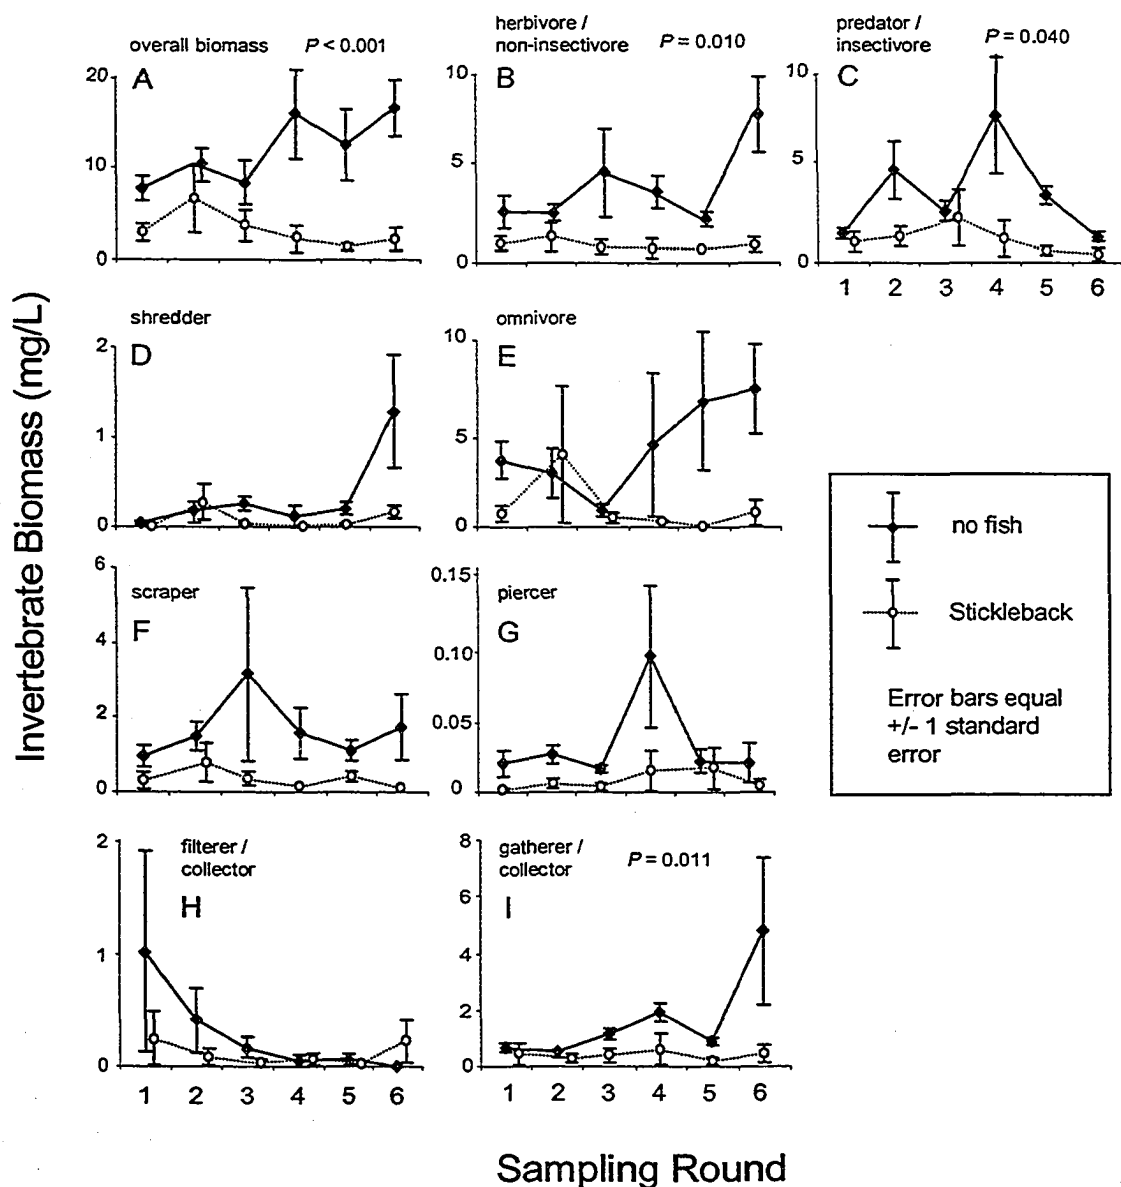 overall biomass P < 0.001
A
20
10
0
herbivore /
non-insectivore P = 0.010
B
10
5
0
predator /
insectivore P = 0.040
C
10
5
0
1 2 3 4 5 6
Invertebrate Biomass (mg/L)
shredder
D
2
1
0
omnivore
E
10
5
0
scraper
F
6
4
2
0
piercer
G
0.15
0.10
0.05
0
no fish
Stickleback
Error bars equal
+/- 1 standard
error
filterer /
collector
H
2
1
0
1 2 3 4 5 6
gatherer /
collector P = 0.011
I
8
6
4
2
0
1 2 3 4 5 6
Sampling Round